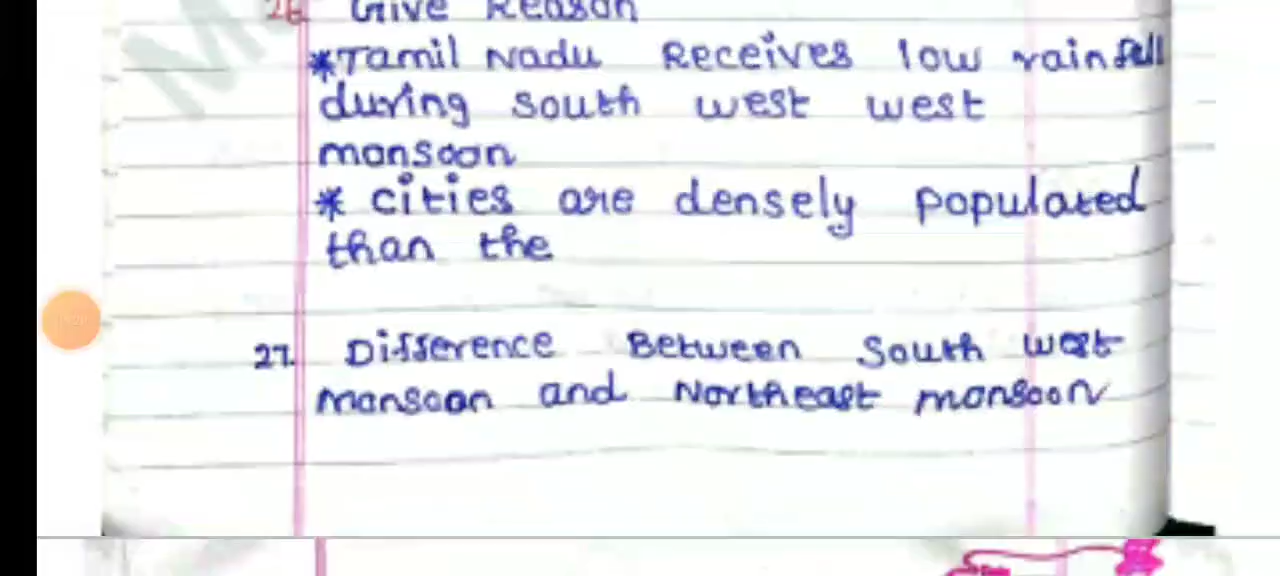 26 Give Reason
*Tamil Nadu Receives low rainfall
during south west west
monsoon
* cities are densely populated
than the
27. Difference Between South west
monsoon and Northeast monsoon